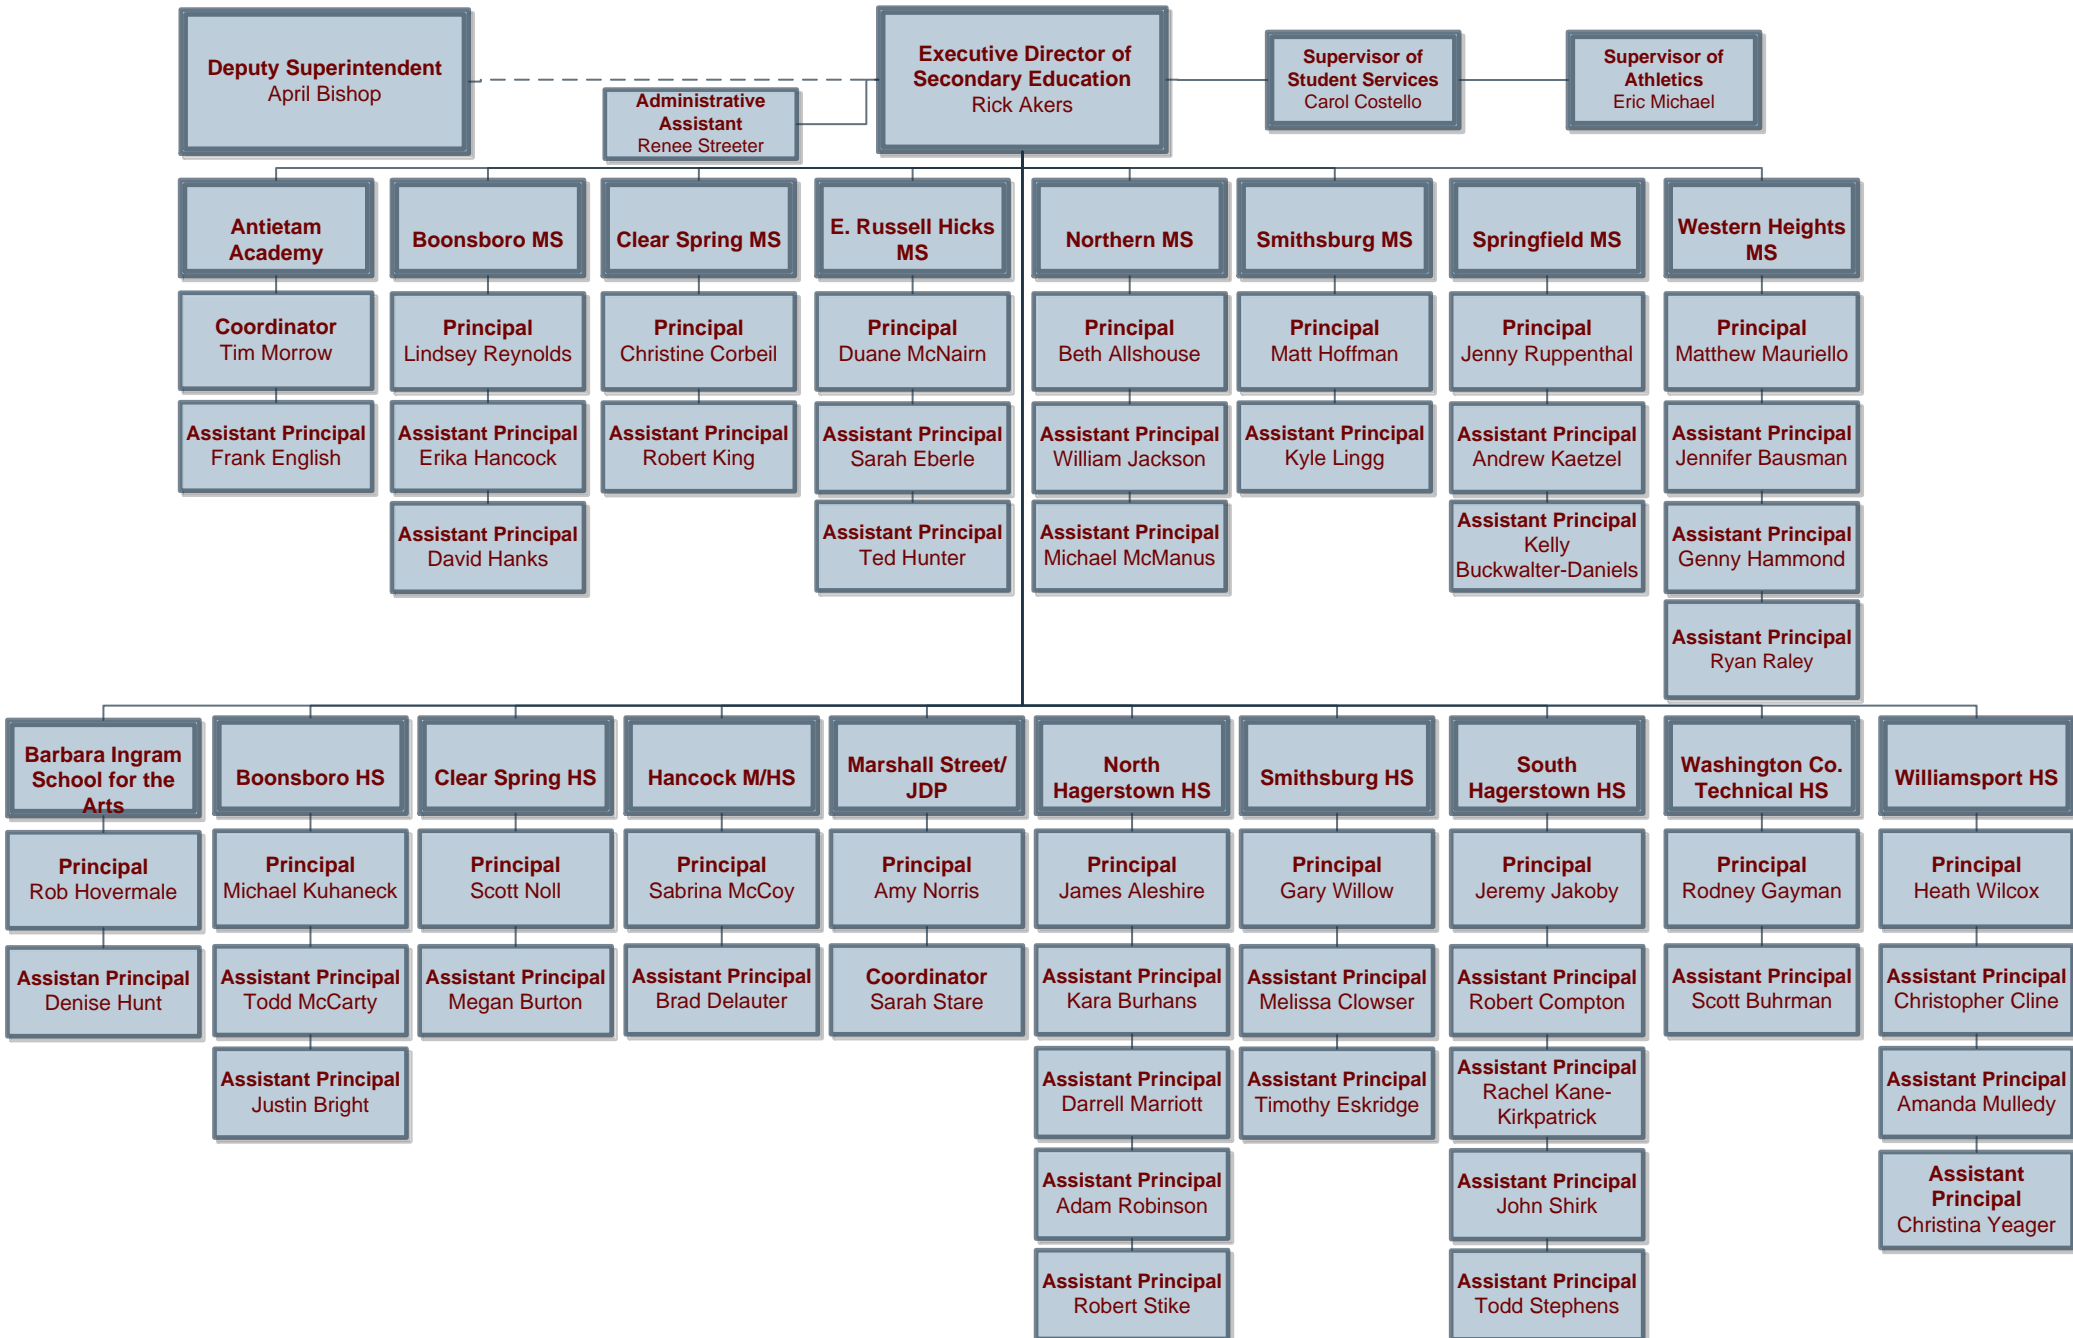 Deputy Superintendent
April Bishop
Administrative
Assistant
Renee Streeter
Executive Director of
Secondary Education
Rick Akers
Supervisor of
Student Services
Carol Costello
Supervisor of
Athletics
Eric Michael
Antietam
Academy
Coordinator
Tim Morrow
Assistant Principal
Frank English
Boonsboro MS
Principal
Lindsey Reynolds
Assistant Principal
Erika Hancock
Assistant Principal
David Hanks
Clear Spring MS
Principal
Christine Corbeil
Assistant Principal
Robert King
E. Russell Hicks
MS
Principal
Duane McNairn
Assistant Principal
Sarah Eberle
Assistant Principal
Ted Hunter
Northern MS
Principal
Beth Allshouse
Assistant Principal
William Jackson
Assistant Principal
Michael McManus
Smithsburg MS
Principal
Matt Hoffman
Assistant Principal
Kyle Lingg
Springfield MS
Principal
Jenny Ruppenthal
Assistant Principal
Andrew Kaetzel
Assistant Principal
Kelly
Buckwalter-Daniels
Western Heights
MS
Principal
Matthew Mauriello
Assistant Principal
Jennifer Bausman
Assistant Principal
Genny Hammond
Assistant Principal
Ryan Raley
Barbara Ingram
School for the
Arts
Principal
Rob Hovermale
Assistan Principal
Denise Hunt
Boonsboro HS
Principal
Michael Kuhaneck
Assistant Principal
Todd McCarty
Assistant Principal
Justin Bright
Clear Spring HS
Principal
Scott Noll
Assistant Principal
Megan Burton
Hancock M/HS
Principal
Sabrina McCoy
Assistant Principal
Brad Delauter
Marshall Street/
JDP
Principal
Amy Norris
Coordinator
Sarah Stare
North
Hagerstown HS
Principal
James Aleshire
Assistant Principal
Kara Burhans
Assistant Principal
Darrell Marriott
Assistant Principal
Adam Robinson
Assistant Principal
Robert Stike
Smithsburg HS
Principal
Gary Willow
Assistant Principal
Melissa Clowser
Assistant Principal
Timothy Eskridge
South
Hagerstown HS
Principal
Jeremy Jakoby
Assistant Principal
Robert Compton
Assistant Principal
Rachel Kane-
Kirkpatrick
Assistant Principal
John Shirk
Assistant Principal
Todd Stephens
Washington Co.
Technical HS
Principal
Rodney Gayman
Assistant Principal
Scott Buhrman
Williamsport HS
Principal
Heath Wilcox
Assistant Principal
Christopher Cline
Assistant Principal
Amanda Mulledy
Assistant
Principal
Christina Yeager